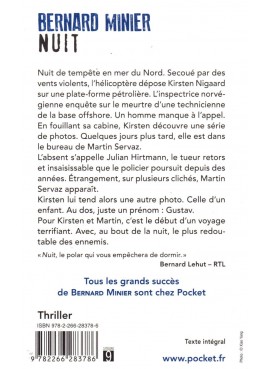 BERNARD MINIER
NUIT
Nuit de tempête en mer du Nord. Secoué par des
vents violents, l'hélicoptère dépose Kirsten Nigaard
sur une plate-forme pétrolière. L'inspectrice norvé-
gienne enquête sur le meurtre d'une technicienne
de la base offshore. Un homme manque à l'appel.
En fouillant sa cabine, Kirsten découvre une série de
photos. Quelques jours plus tard, elle est dans
le bureau de Martin Servaz.
L'absent s'appelle Julian Hirtmann, le tueur retors
et insaisissable que le policier poursuit depuis des
années. Étrangement, sur plusieurs clichés, Martin
Servaz apparaît.
Kirsten lui tend alors une autre photo. Celle d'un
enfant. Au dos, juste un prénom : Gustav.
Pour Kirsten et Martin, c'est le début d'un voyage
terrifiant. Avec, au bout de la nuit, le plus redou-
table des ennemis.
«Nuit, le polar qui vous empêchera de dormir.»
Bernard Lehut – RTL
Tous les grands succès
de BERNARD MINIER sont chez Pocket
Thriller
ISBN 978-2-266-28378-6
9 782266 283786
9
Texte intégral
www.pocket.fr